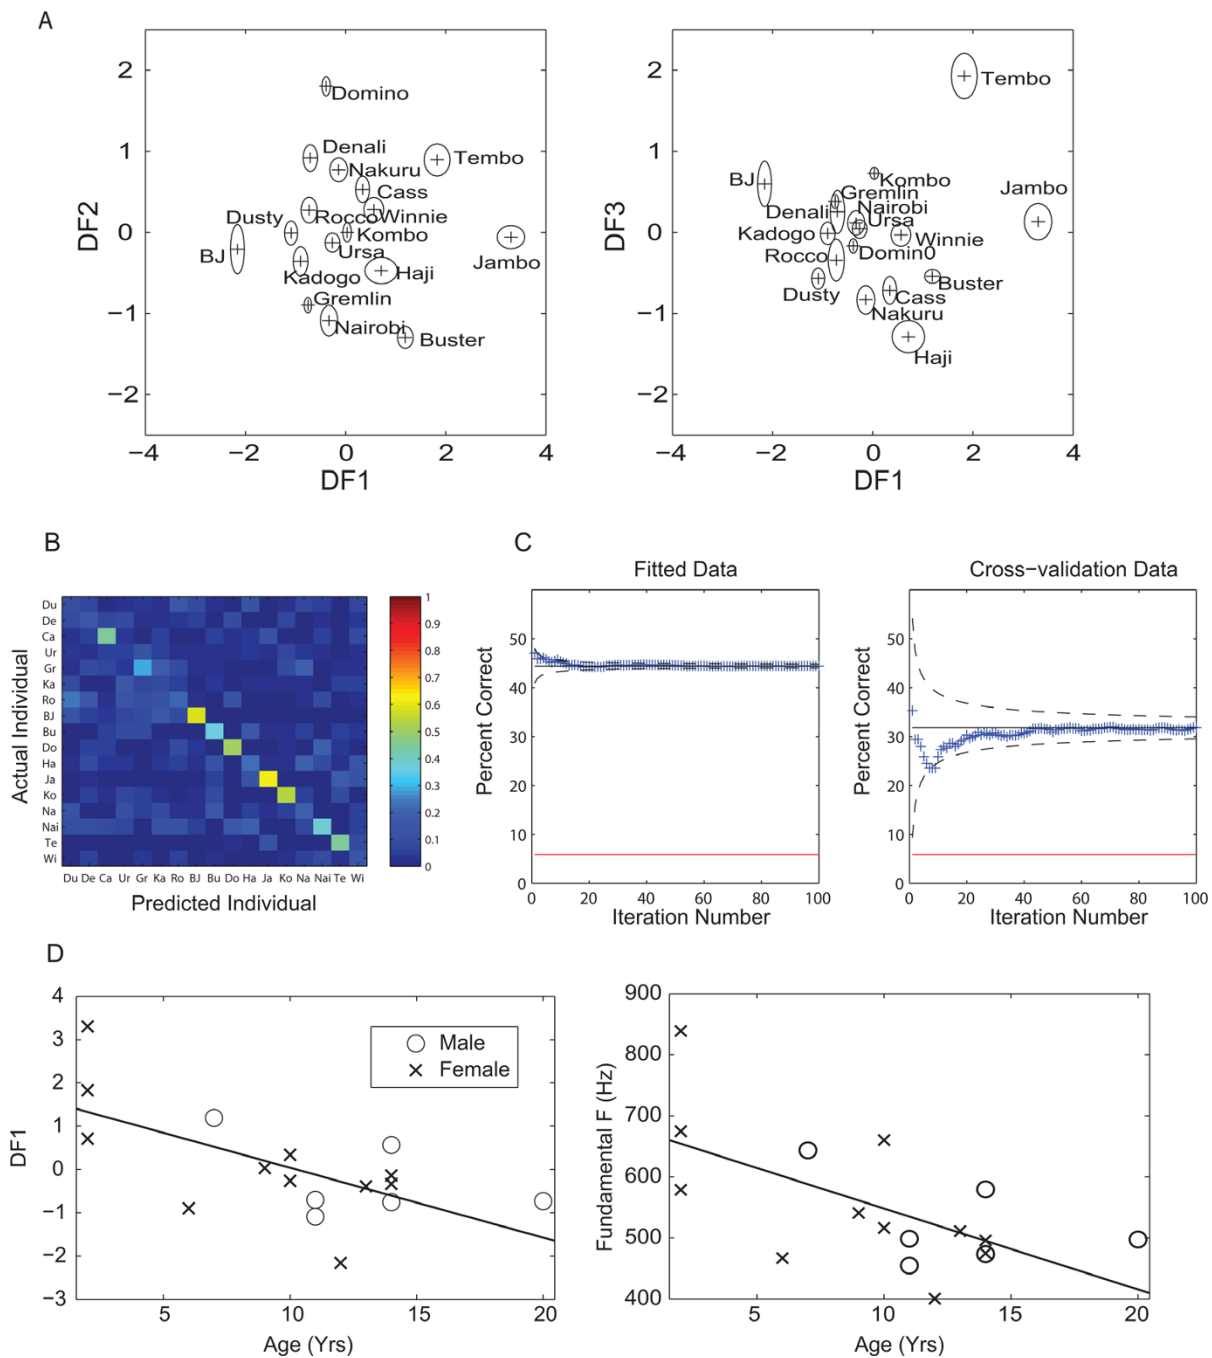 A
2
1
0
−1
−2
−4
−2
0
2
4
DF2
DF1
Domino
Denali
Nakuru
Tembo
Cass
Dusty
Rocco
Winnie
Kombo
Ursa
BJ
Kadogo
Haji
Jambo
Gremlin
Nairobi
Buster
2
1
0
−1
−2
−4
−2
0
2
4
DF3
DF1
Tembo
BJ
Kombo
Gremlin
Jambo
Denali
Nairobi
Ursa
Kadogo
Winnie
Rocco
Domin0
Dusty
Buster
Cass
Nakuru
Haji
B
Actual Individual
Du
De
Ca
Ur
Gr
Ka
Ro
BJ
Bu
Do
Ha
Ja
Ko
Na
Nai
Te
Wi
Du De Ca Ur Gr Ka Ro BJ Bu Do Ha Ja Ko Na Nai Te Wi
Predicted Individual
1
0.9
0.8
0.7
0.6
0.5
0.4
0.3
0.2
0.1
0
C
Fitted Data
Percent Correct
50
40
30
20
10
0
0 20 40 60 80 100
Iteration Number
Cross−validation Data
Percent Correct
50
40
30
20
10
0
0 20 40 60 80 100
Iteration Number
D
DF1
4
3
2
1
0
−1
−2
−3
5 10 15 20
Age (Yrs)
Male
Female
Fundamental F (Hz)
900
800
700
600
500
400
5 10 15 20
Age (Yrs)